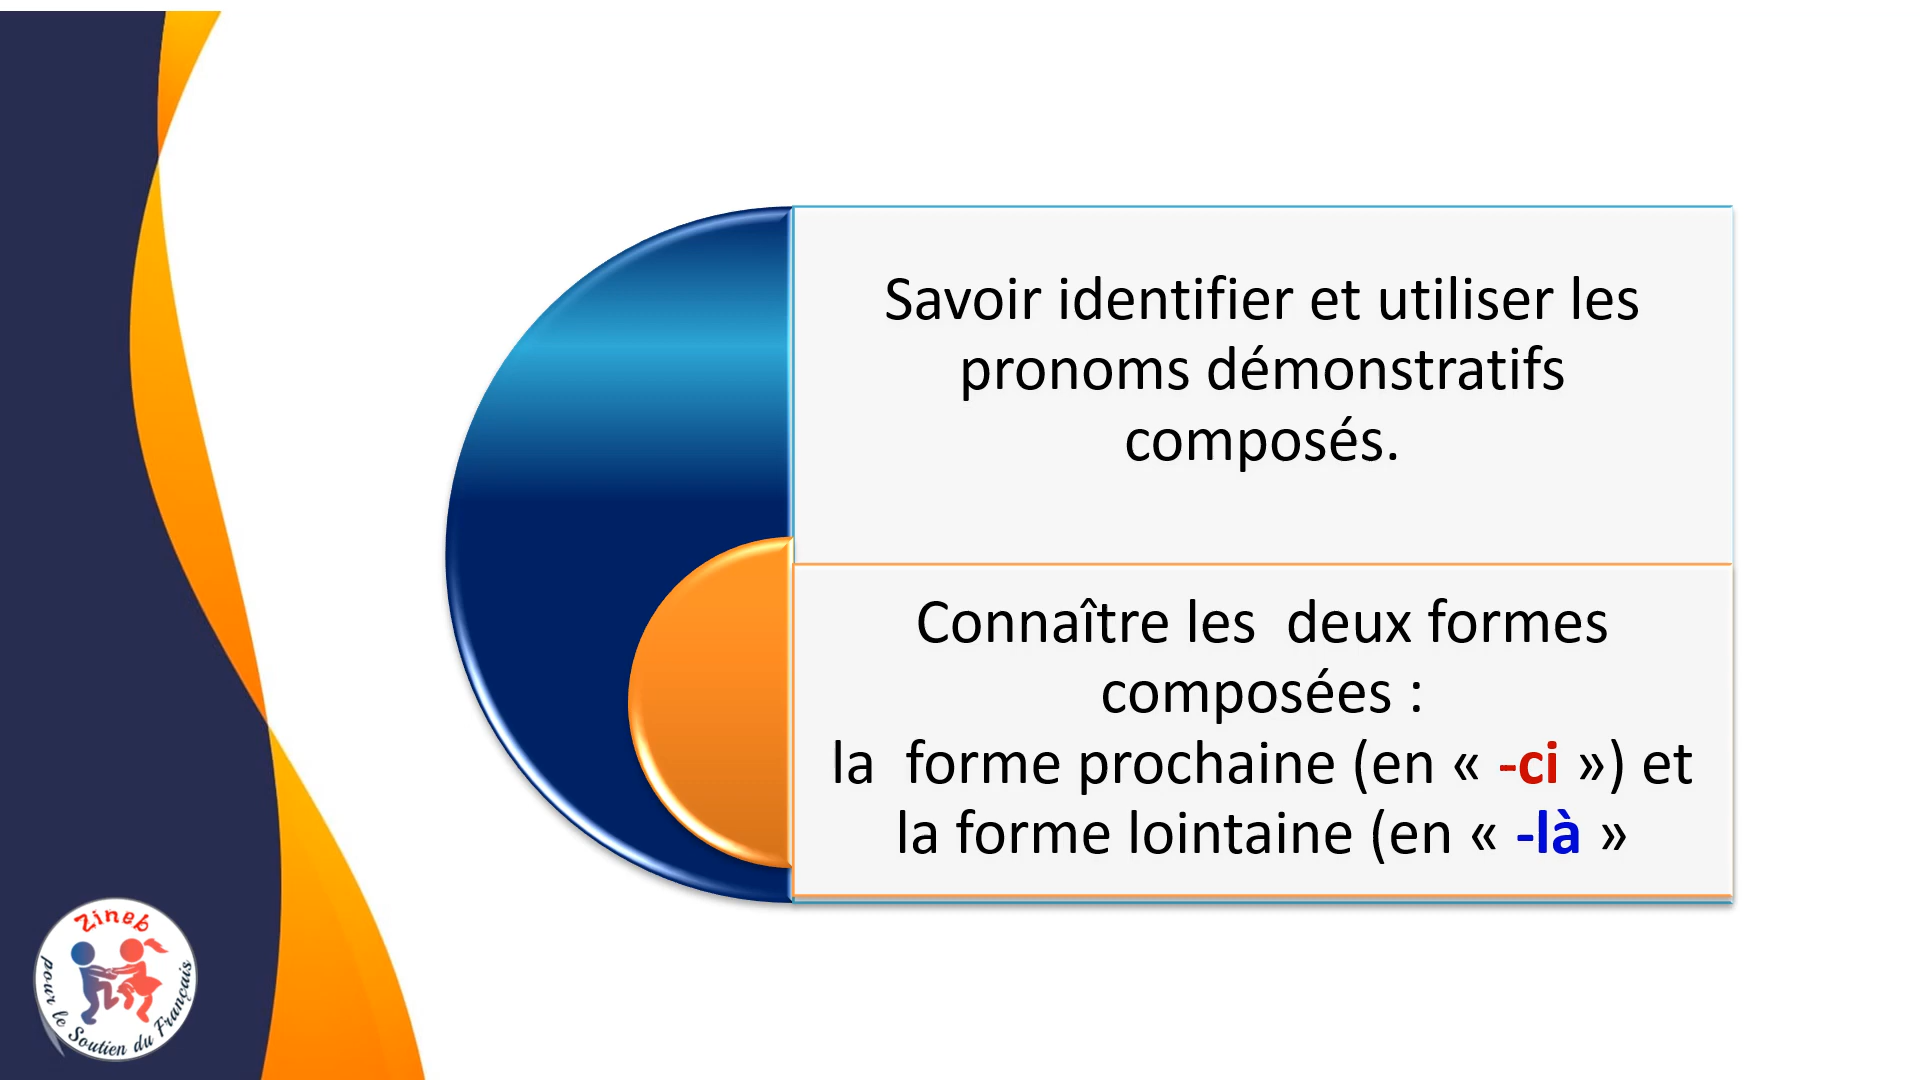 Savoir identifier et utiliser les
pronoms démonstratifs
composés.
Connaître les deux formes
composées :
la forme prochaine (en « -ci ») et
la forme lointaine (en « -là »
Zineb
pour le Soutien du Français